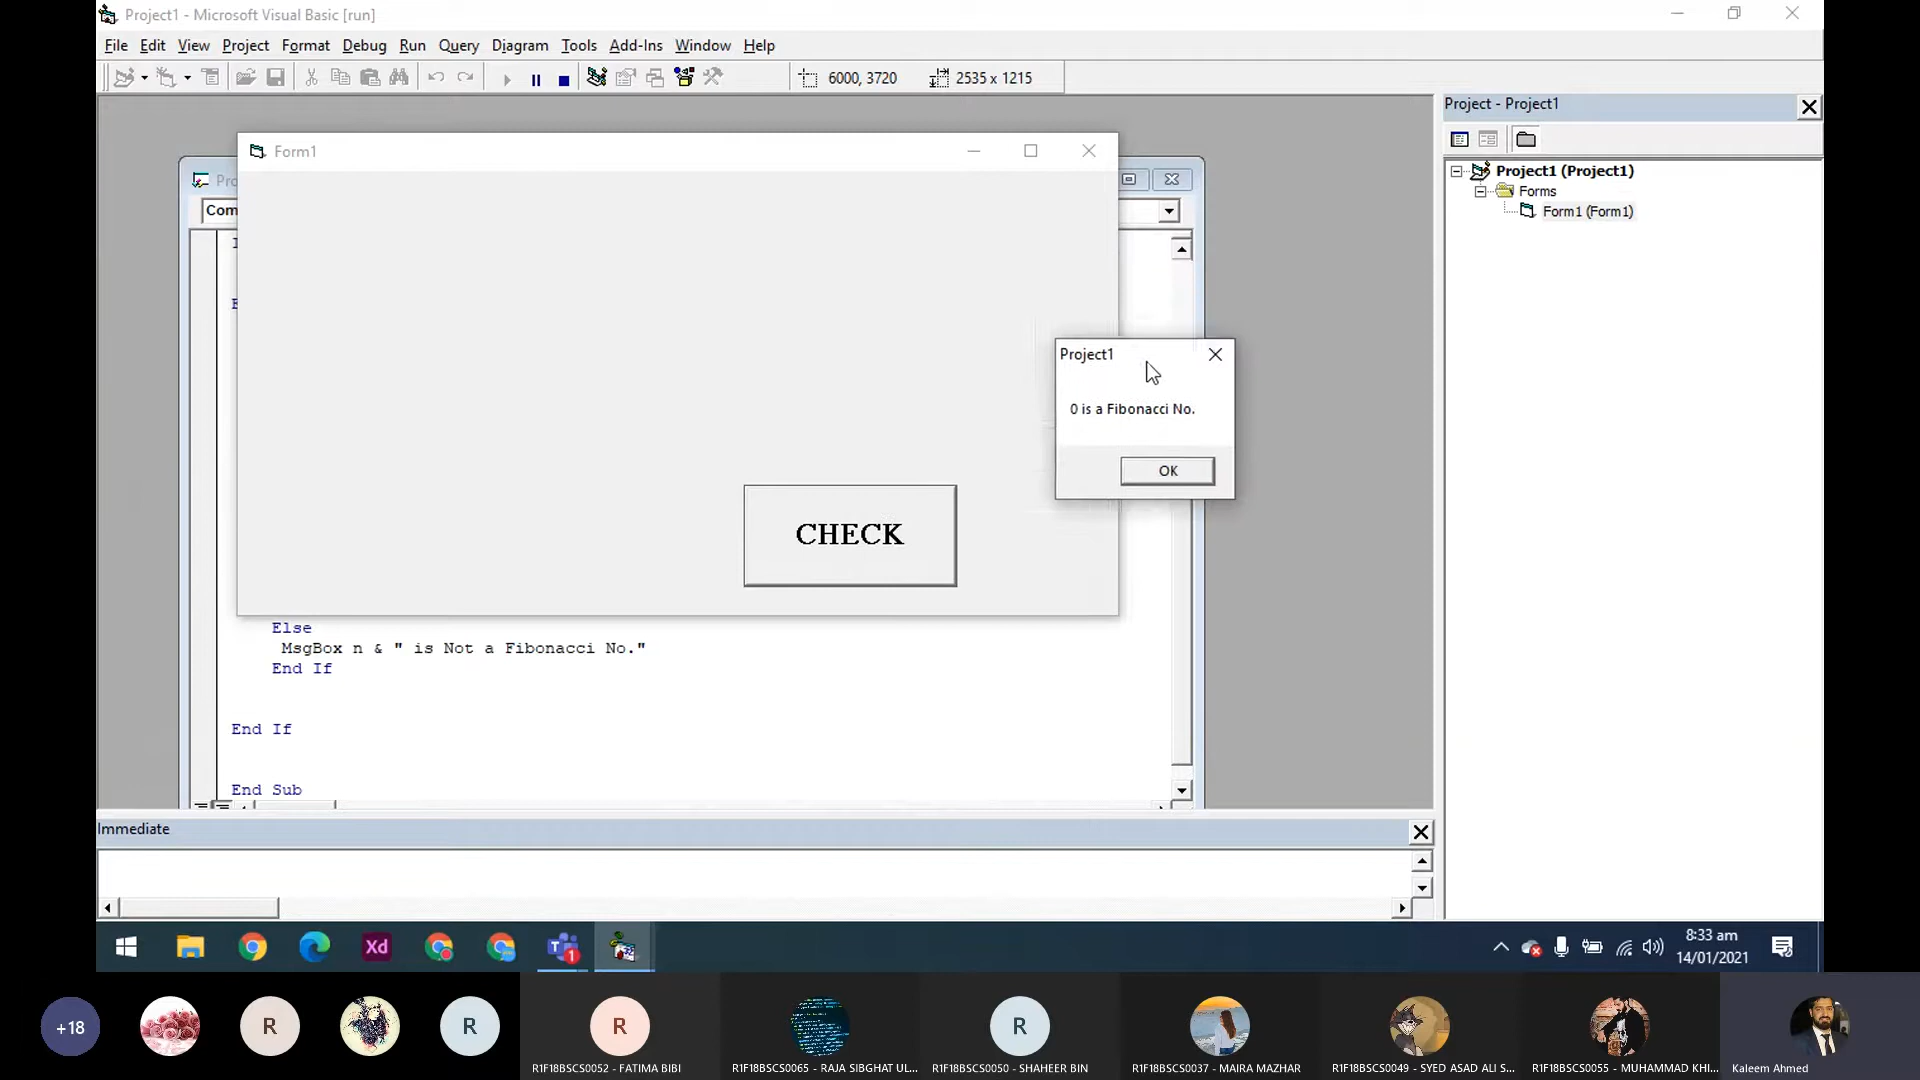 Project1 - Microsoft Visual Basic [run]
File Edit View Project Format Debug Run Query Diagram Tools Add-Ins Window Help
6000, 3720 2535 x 1215
Project - Project1
Form1
Project1 (Project1)
Forms
Form1 (Form1)
Project1
0 is a Fibonacci No.
OK
CHECK
Else
MsgBox n & " is Not a Fibonacci No."
End If
End If
End Sub
Immediate
Xd
T
1
8:33 am
14/01/2021
+18
R
R
R
R
R1F18BSCS0052 - FATIMA BIBI
R1F18BSCS0065 - RAJA SIBGHAT UL...
R1F18BSCS0050 - SHAHEER BIN
R1F18BSCS0037 - MAIRA MAZHAR
R1F18BSCS0049 - SYED ASAD ALI S...
R1F18BSCS0055 - MUHAMMAD KHI...
Kaleem Ahmed